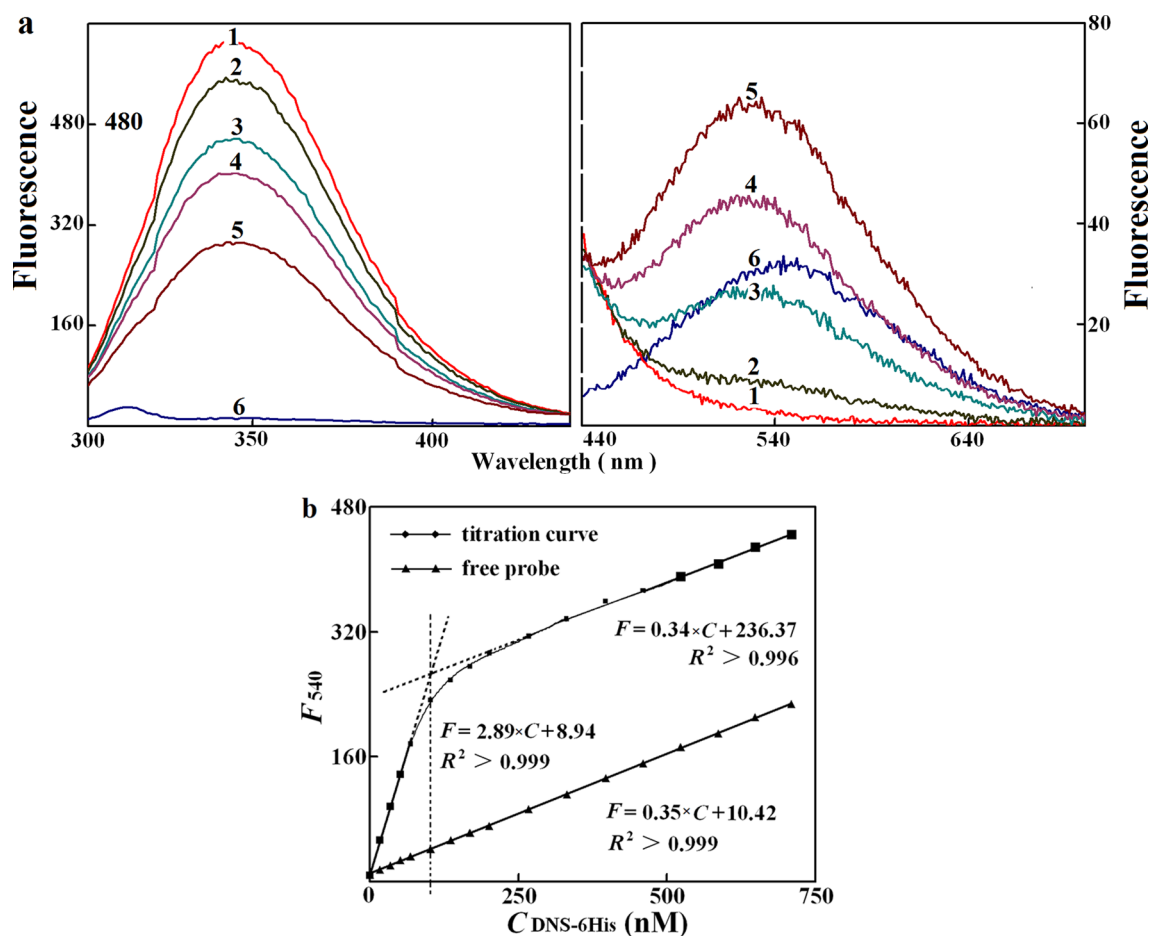 a
Fluorescence
480
320
160
480
1
2
3
4
5
6
300
350
400
80
60
40
20
5
4
6
3
2
1
440
540
640
Fluorescence
Wavelength ( nm )
b
480
320
160
F 540
titration curve
free probe
F = 0.34×C + 236.37
R² > 0.996
F = 2.89×C + 8.94
R² > 0.999
F = 0.35×C + 10.42
R² > 0.999
0
250
500
750
C DNS-6His (nM)